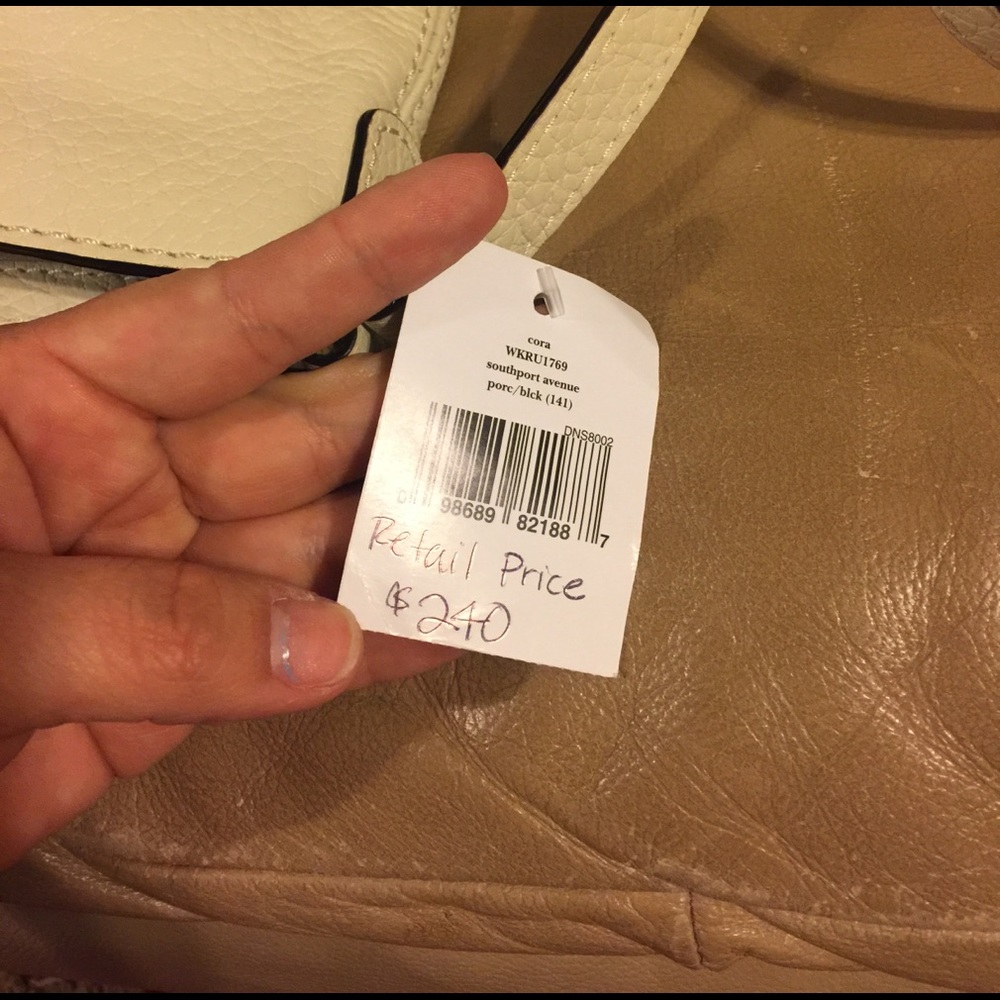 cora
WKRU1769
southport avenue
porc/blck (141)
DNS8002
98689 82188 7
Retail Price
$240